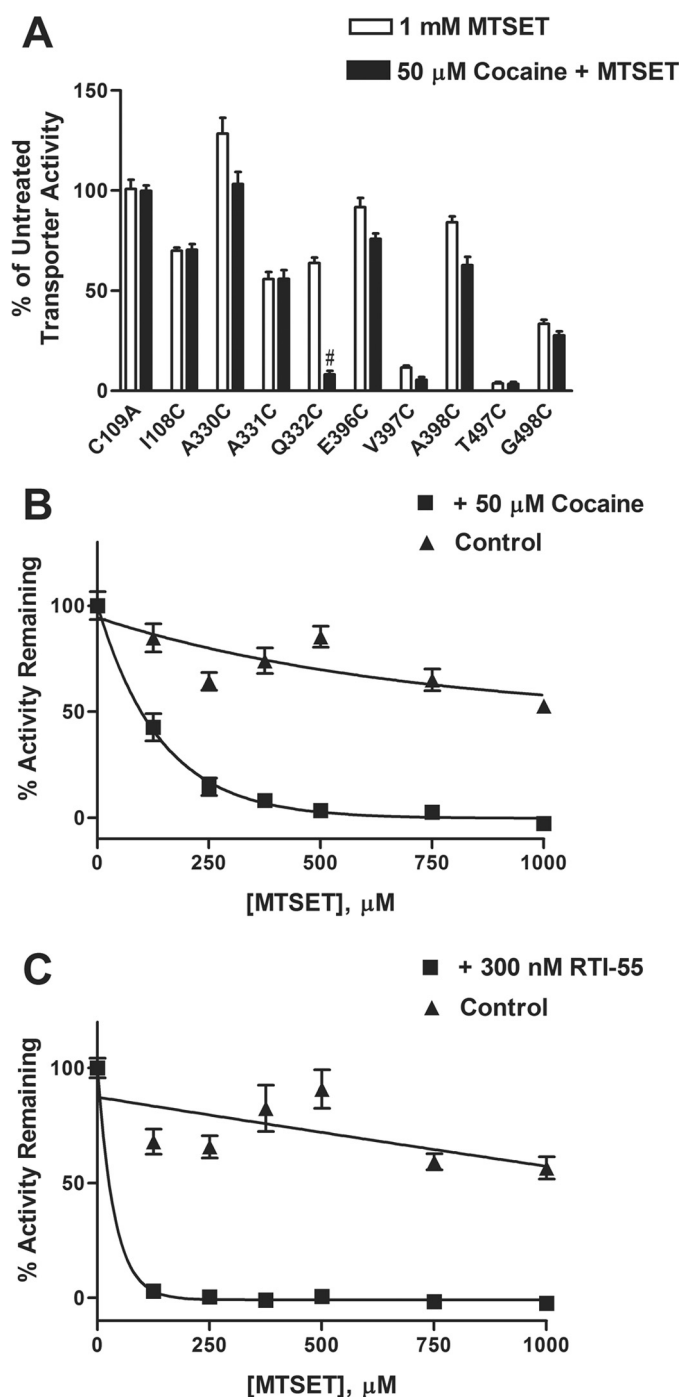 A
1 mM MTSET
50 μM Cocaine + MTSET
% of Untreated
Transporter Activity
150
100
50
0
#
C109A
I108C
A330C
A331C
Q332C
E396C
V397C
A398C
T497C
G498C
B
+ 50 μM Cocaine
Control
% Activity Remaining
100
50
0
0
250
500
750
1000
[MTSET], μM
C
+ 300 nM RTI-55
Control
% Activity Remaining
100
50
0
0
250
500
750
1000
[MTSET], μM